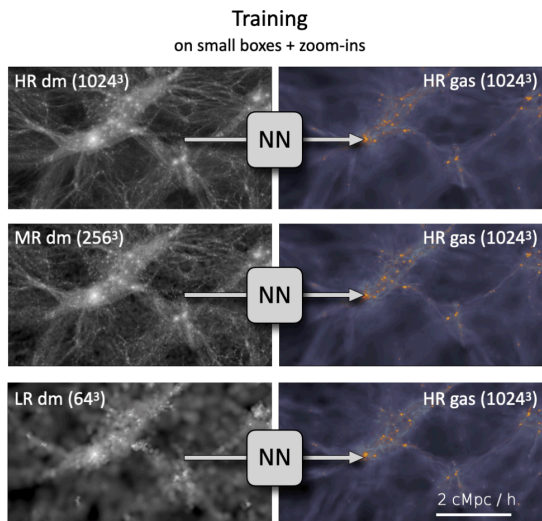 Training
on small boxes + zoom-ins
HR dm (1024³)
HR gas (1024³)
NN
MR dm (256³)
HR gas (1024³)
NN
LR dm (64³)
HR gas (1024³)
NN
2 cMpc / h